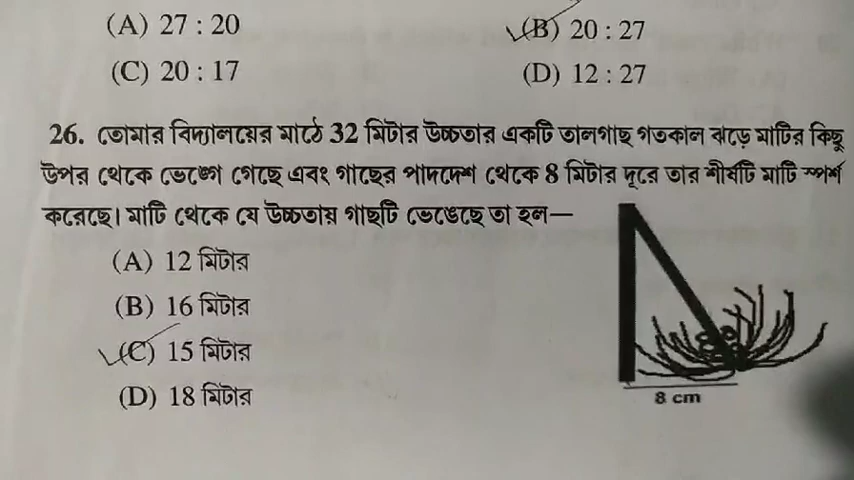 (A) 27 : 20 (B) 20 : 27
(C) 20 : 17 (D) 12 : 27
26. তোমার বিদ্যালয়ের মাঠে 32 মিটার উচ্চতার একটি তালগাছ গতকাল ঝড়ে মাটির কিছু
উপর থেকে ভেঙ্গে গেছে এবং গাছের পাদদেশ থেকে 8 মিটার দূরে তার শীর্ষটি মাটি স্পর্শ
করেছে। মাটি থেকে যে উচ্চতায় গাছটি ভেঙেছে তা হল—
(A) 12 মিটার
(B) 16 মিটার
(C) 15 মিটার
(D) 18 মিটার
8 cm